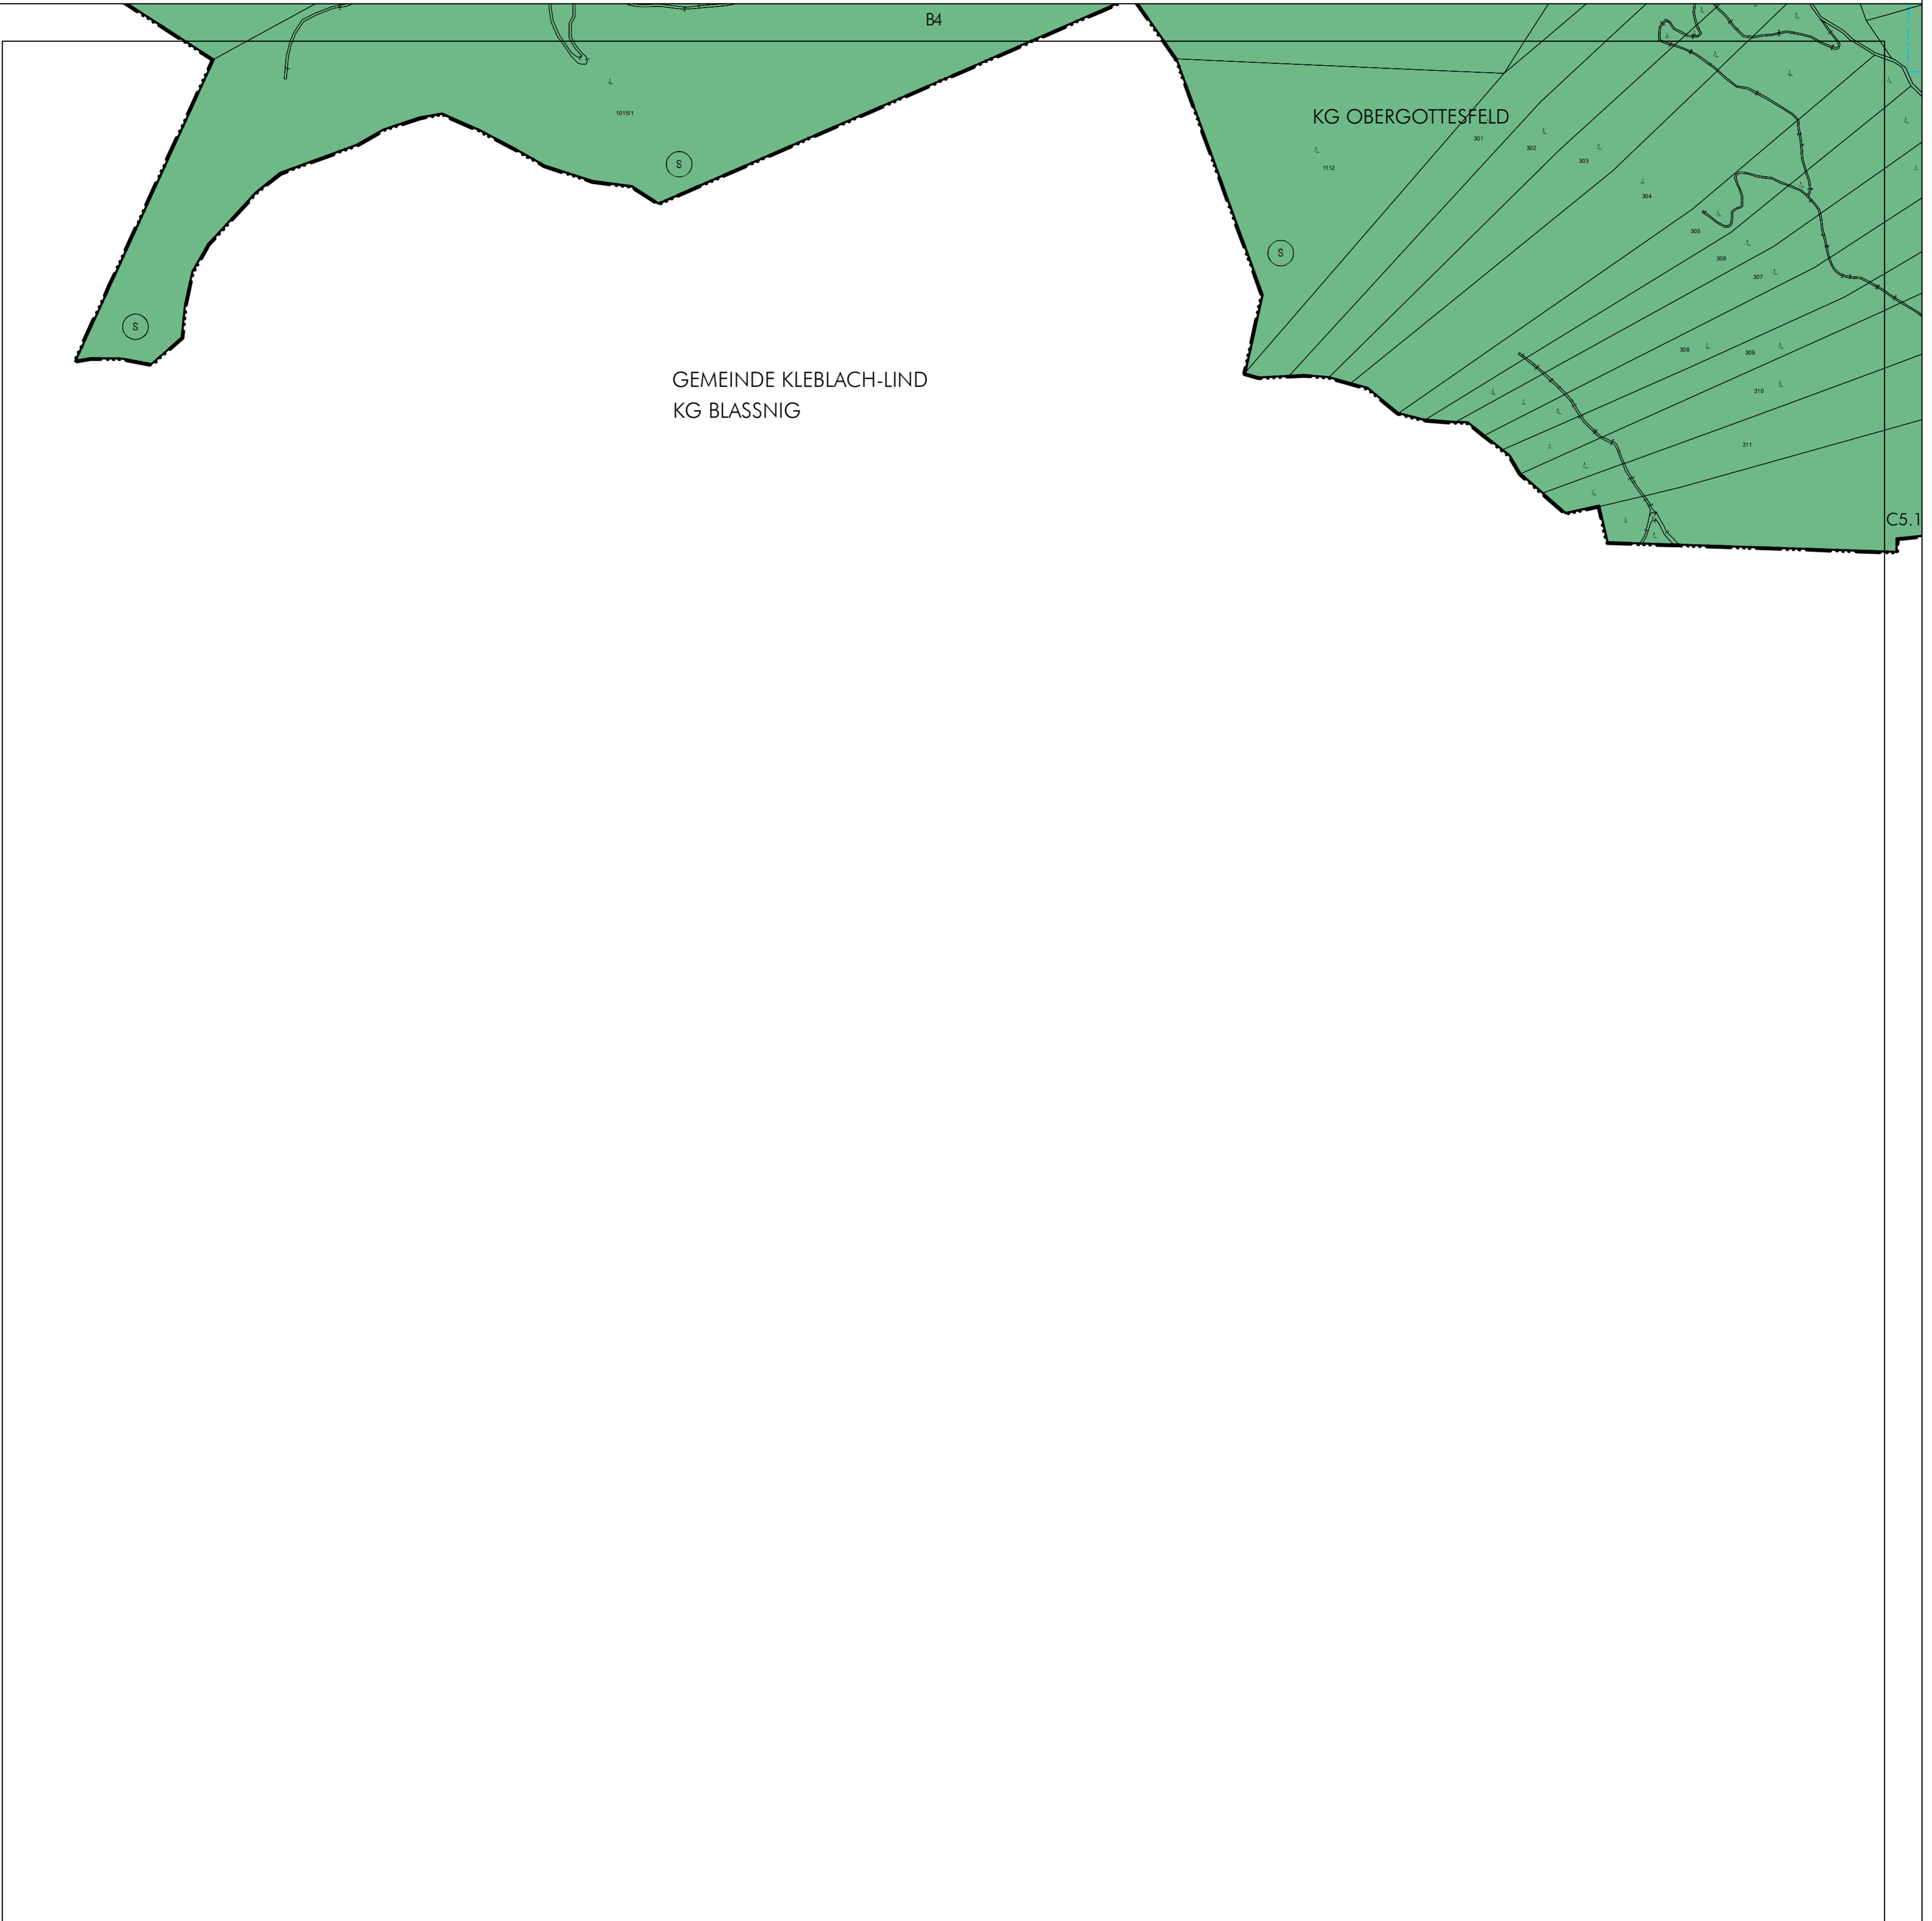 B4
1015/1
KG OBERGOTTESFELD
301
302
303
1112
S
304
305
S
306
307
S
308
309
GEMEINDE KLEBLACH-LIND
310
KG BLASSNIG
311
C5.1